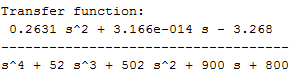 Transfer function:
0.2631 s^2 + 3.166e-014 s - 3.268
-----------------------------------
s^4 + 52 s^3 + 502 s^2 + 900 s + 800